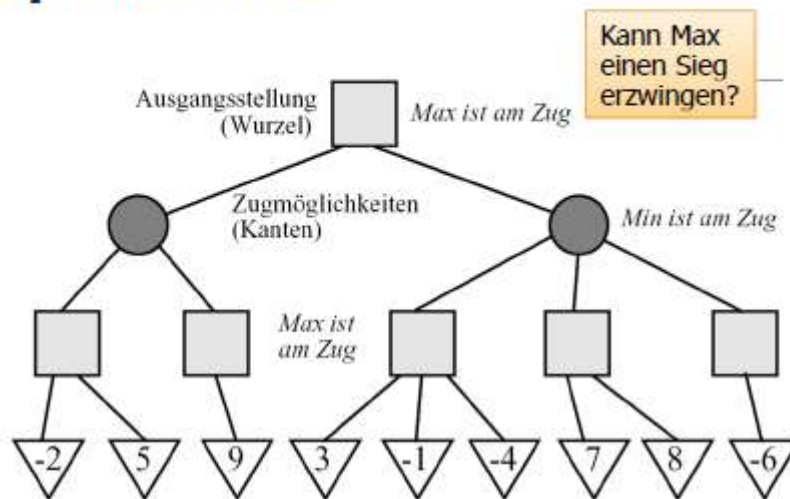 Kann Max
einen Sieg
erzwingen?
Ausgangsstellung
(Wurzel)
Max ist am Zug
Zugmöglichkeiten
(Kanten)
Min ist am Zug
Max ist
am Zug
-2 5 9 3 -1 -4 7 8 -6